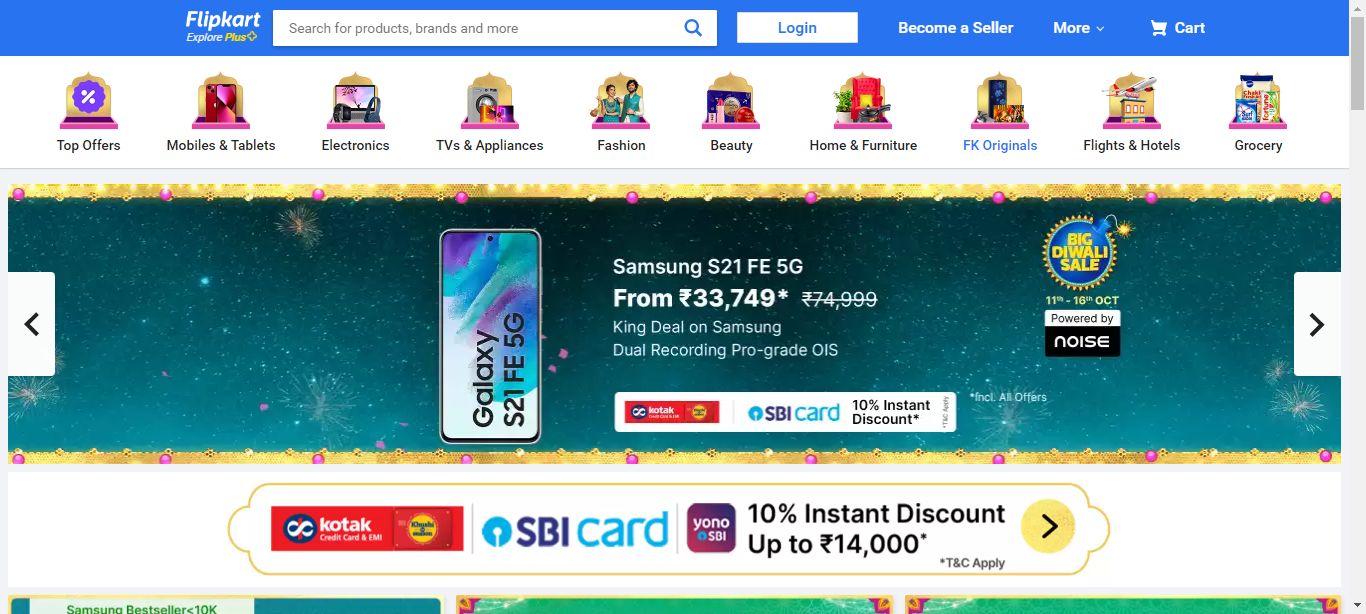 Flipkart
Explore Plus
Search for products, brands and more
Login
Become a Seller
More
Cart
Top Offers
Mobiles & Tablets
Electronics
TVs & Appliances
Fashion
Beauty
Home & Furniture
FK Originals
Flights & Hotels
Grocery
Galaxy
S21 FE 5G
Samsung S21 FE 5G
From ₹33,749* ₹74,999
King Deal on Samsung
Dual Recording Pro-grade OIS
kotak
Credit Card & EMI
SBI card
10% Instant
Discount*
*T&C Apply
*Incl. All Offers
BIG
DIWALI
SALE
11th - 16th OCT
Powered by
NOISE
kotak
Credit Card & EMI
SBI card
yono
SBI
10% Instant Discount
Up to ₹14,000*
*T&C Apply
Samsung Bestseller<10K